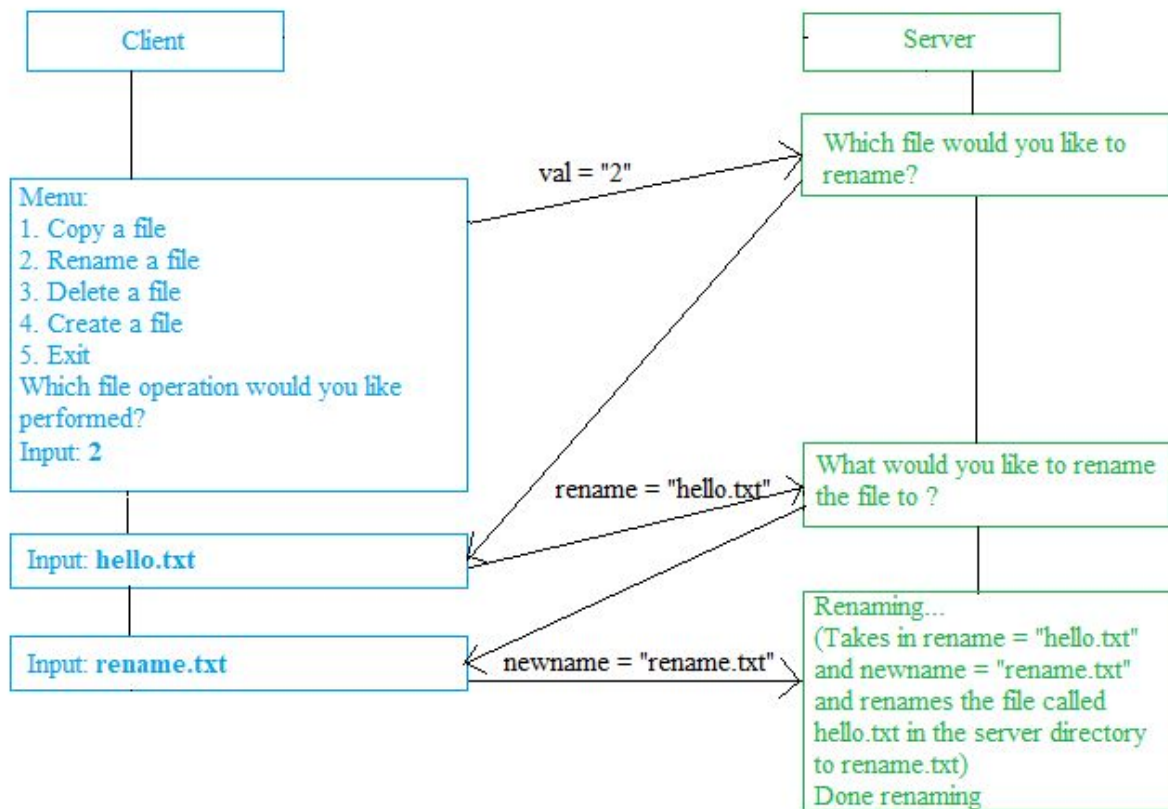 Client
Server
Which file would you like to
rename?
val = "2"
Menu:
1. Copy a file
2. Rename a file
3. Delete a file
4. Create a file
5. Exit
Which file operation would you like
performed?
Input: 2
What would you like to rename
the file to ?
rename = "hello.txt"
Input: hello.txt
Input: rename.txt
newname = "rename.txt"
Renaming...
(Takes in rename = "hello.txt"
and newname = "rename.txt"
and renames the file called
hello.txt in the server directory
to rename.txt)
Done renaming